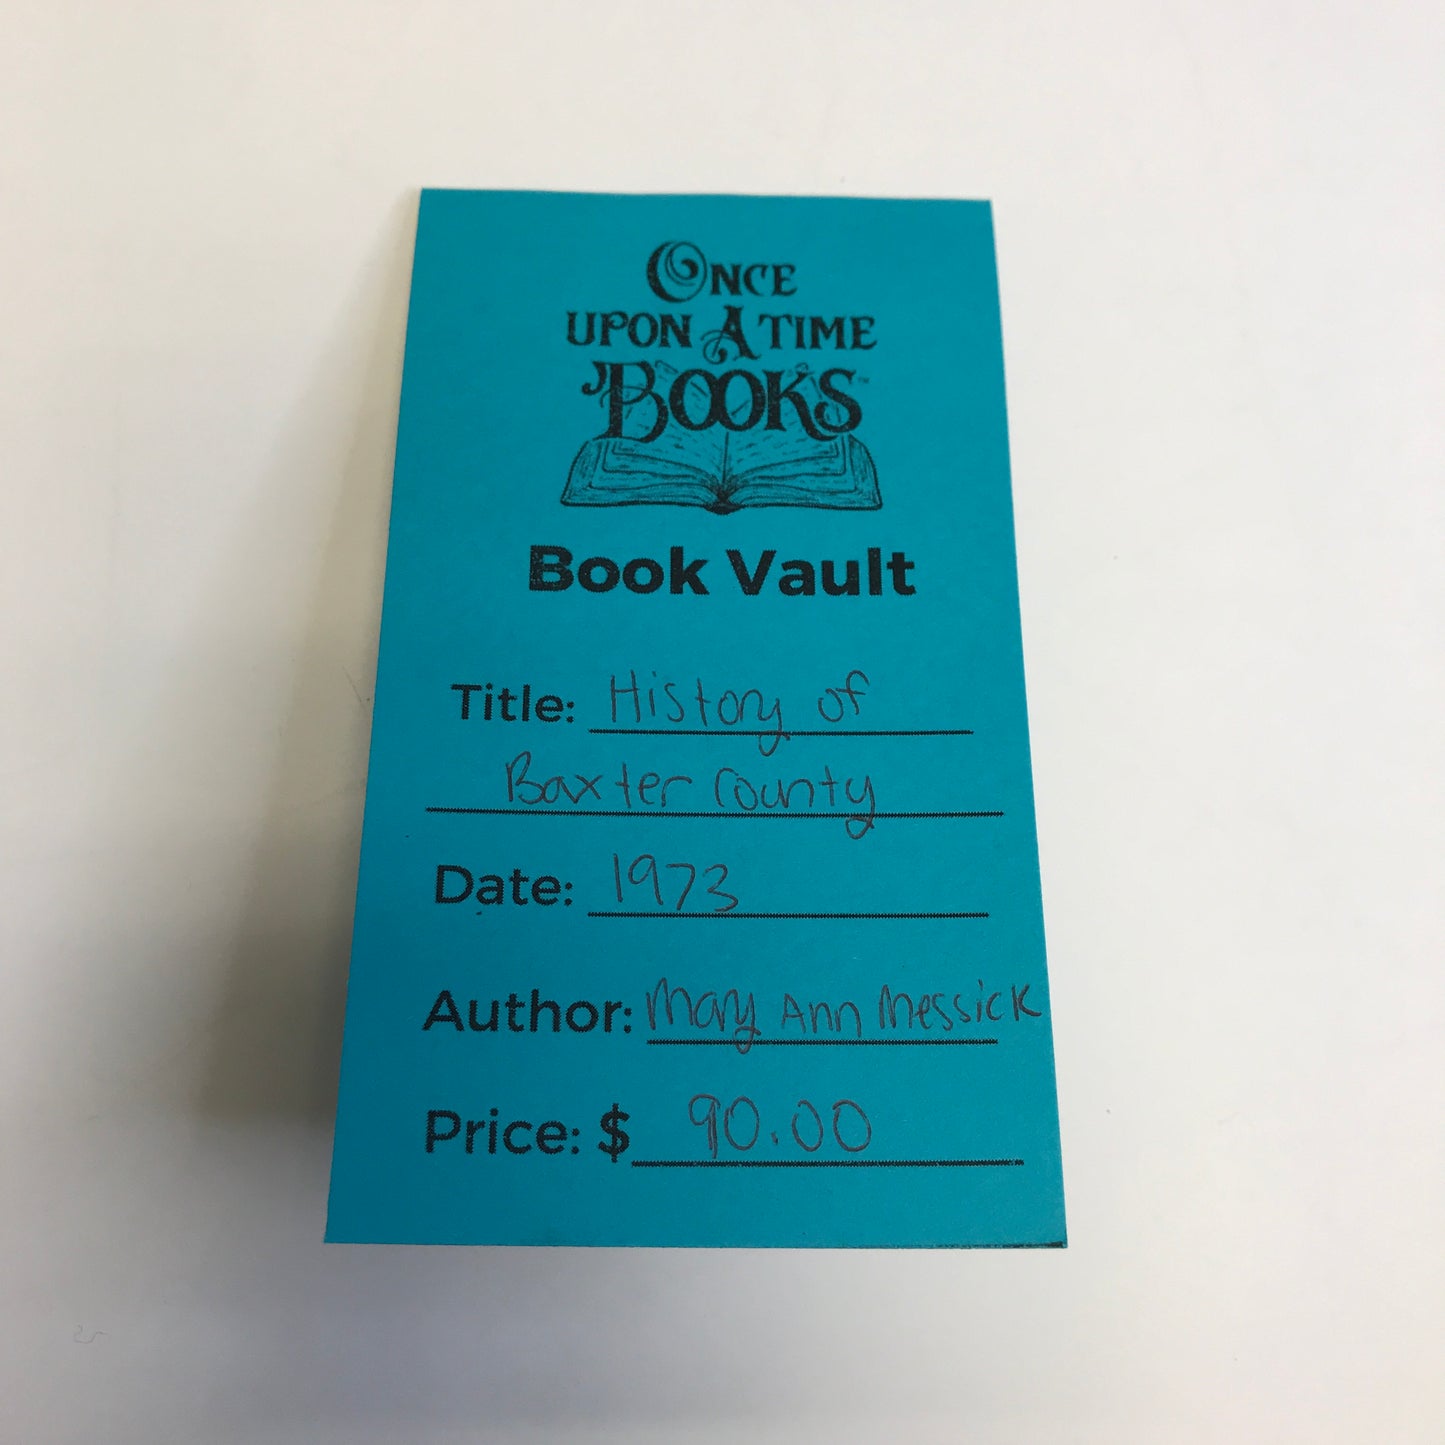 ONCE
UPON A TIME
BOOKS™
Book Vault
Title: History of
Baxter County
Date: 1973
Author: Mary Ann Messick
Price: $ 90.00